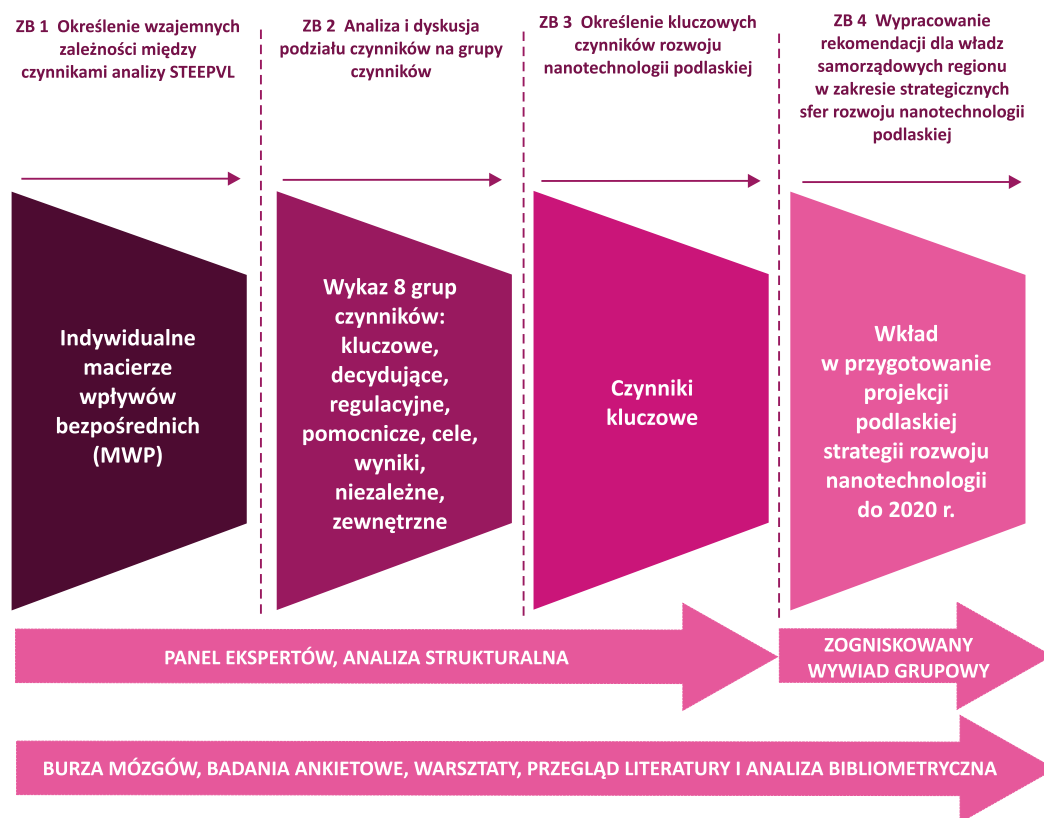 ZB 1 Określenie wzajemnych
zależności między
czynnikami analizy STEEPVL
ZB 2 Analiza i dyskusja
podziału czynników na grupy
czynników
ZB 3 Określenie kluczowych
czynników rozwoju
nanotechnologii podlaskiej
ZB 4 Wypracowanie
rekomendacji dla władz
samorządowych regionu
w zakresie strategicznych
sfer rozwoju nanotechnologii
podlaskiej
Indywidualne
macierze
wpływów
bezpośrednich
(MWP)
Wykaz 8 grup
czynników:
kluczowe,
decydujące,
regulacyjne,
pomocnicze, cele,
wyniki,
niezależne,
zewnętrzne
Czynniki
kluczowe
Wkład
w przygotowanie
projekcji
podlaskiej
strategii rozwoju
nanotechnologii
do 2020 r.
PANEL EKSPERTÓW, ANALIZA STRUKTURALNA
ZOGNISKOWANY
WYWIAD GRUPOWY
BURZA MÓZGÓW, BADANIA ANKIETOWE, WARSZTATY, PRZEGLĄD LITERATURY I ANALIZA BIBLIOMETRYCZNA